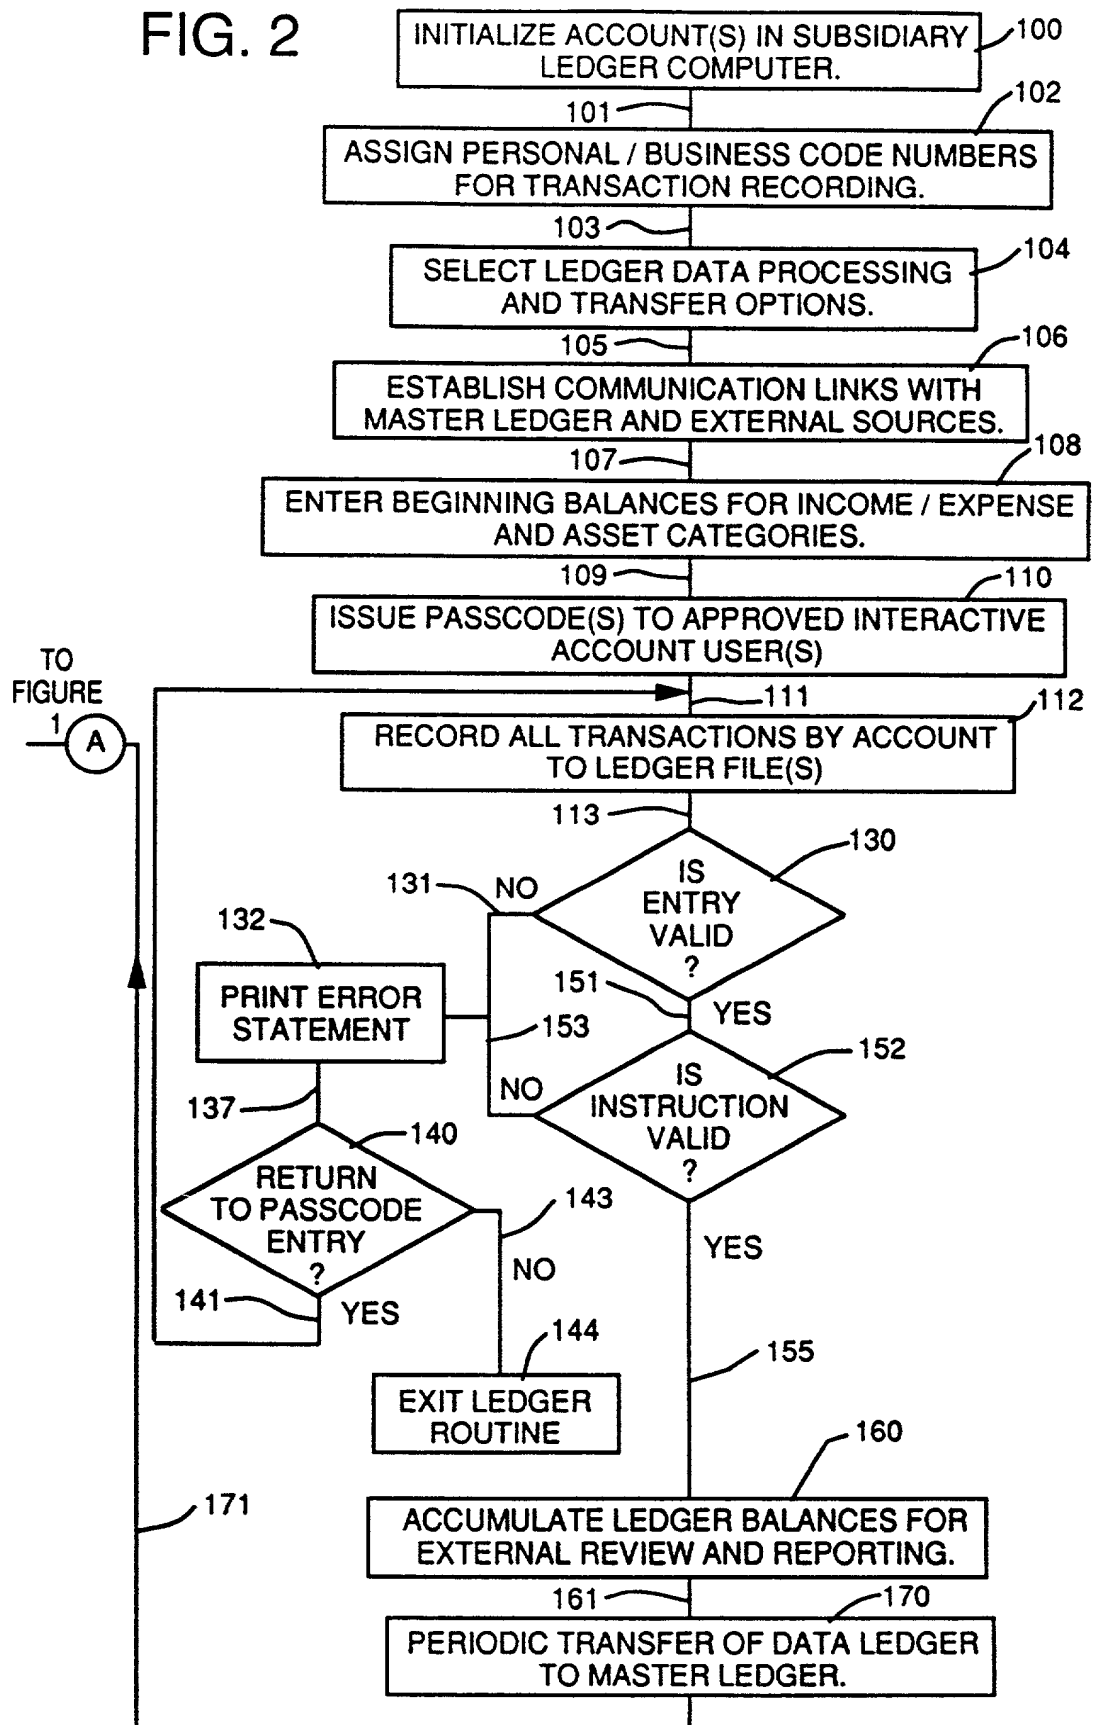 FIG. 2
INITIALIZE ACCOUNT(S) IN SUBSIDIARY
LEDGER COMPUTER.
100
101
102
ASSIGN PERSONAL / BUSINESS CODE NUMBERS
FOR TRANSACTION RECORDING.
103
104
SELECT LEDGER DATA PROCESSING
AND TRANSFER OPTIONS.
105
106
ESTABLISH COMMUNICATION LINKS WITH
MASTER LEDGER AND EXTERNAL SOURCES.
107
108
ENTER BEGINNING BALANCES FOR INCOME / EXPENSE
AND ASSET CATEGORIES.
109
110
ISSUE PASSCODE(S) TO APPROVED INTERACTIVE
ACCOUNT USER(S)
TO
FIGURE
1
A
111
112
RECORD ALL TRANSACTIONS BY ACCOUNT
TO LEDGER FILE(S)
113
130
IS
ENTRY
VALID
?
131
NO
132
PRINT ERROR
STATEMENT
151
YES
153
152
IS
INSTRUCTION
VALID
?
NO
137
140
RETURN
TO PASSCODE
ENTRY
?
143
NO
YES
141
YES
144
EXIT LEDGER
ROUTINE
155
160
171
ACCUMULATE LEDGER BALANCES FOR
EXTERNAL REVIEW AND REPORTING.
161
170
PERIODIC TRANSFER OF DATA LEDGER
TO MASTER LEDGER.